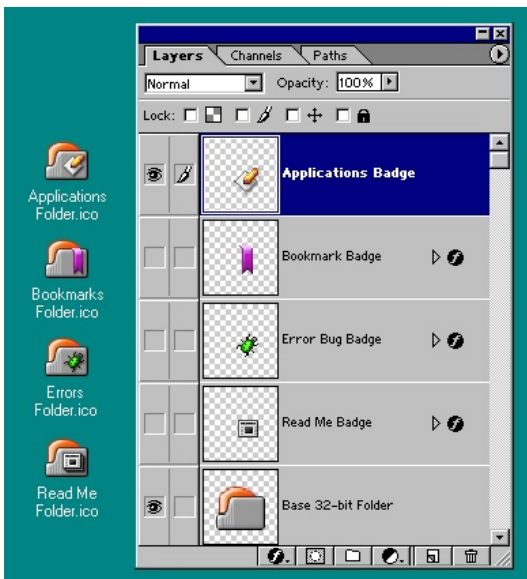 Applications
Folder.ico
Bookmarks
Folder.ico
Errors
Folder.ico
Read Me
Folder.ico
Layers
Channels
Paths
Normal
Opacity: 100%
Lock:
Applications Badge
Bookmark Badge
Error Bug Badge
Read Me Badge
Base 32-bit Folder